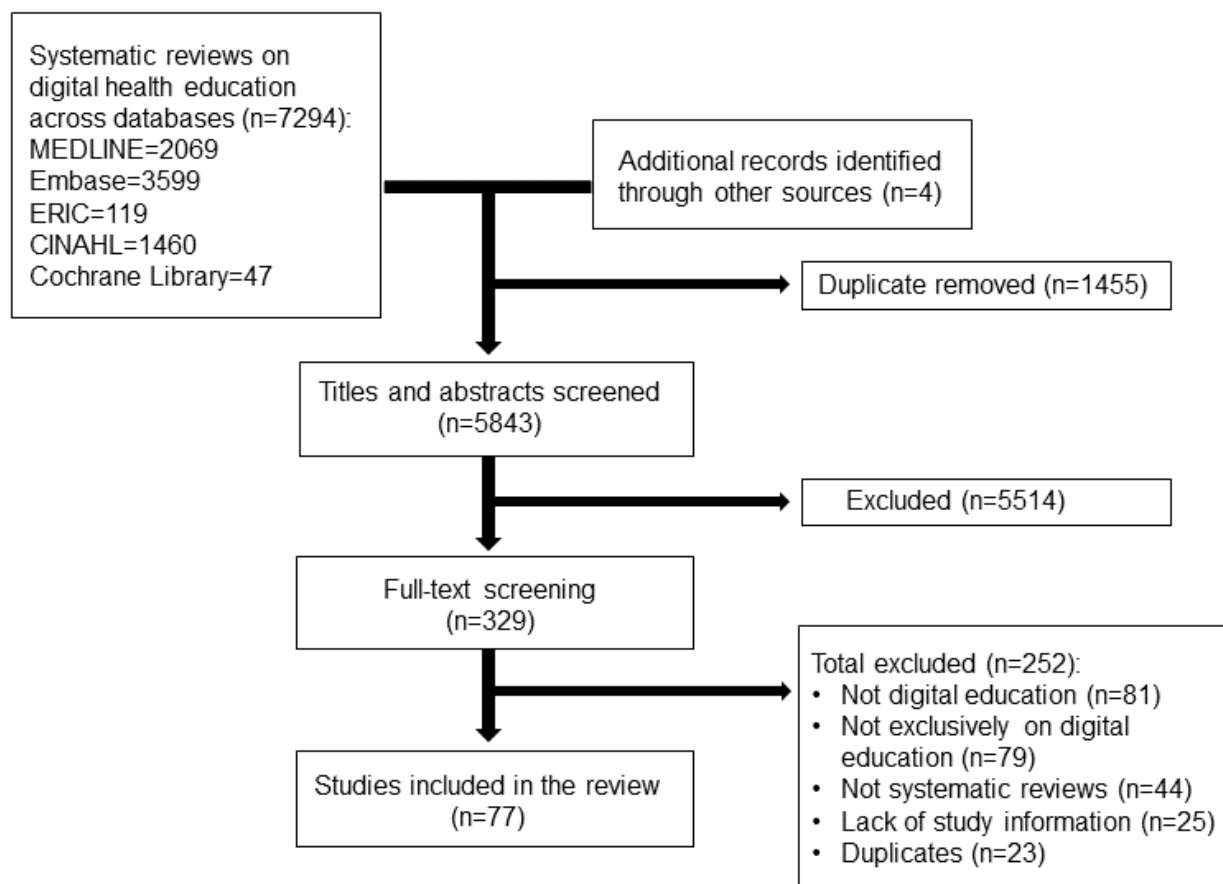 Systematic reviews on
digital health education
across databases (n=7294):
MEDLINE=2069
Embase=3599
ERIC=119
CINAHL=1460
Cochrane Library=47
Additional records identified
through other sources (n=4)
Duplicate removed (n=1455)
Titles and abstracts screened
(n=5843)
Excluded (n=5514)
Full-text screening
(n=329)
Total excluded (n=252):
• Not digital education (n=81)
• Not exclusively on digital
education (n=79)
• Not systematic reviews (n=44)
• Lack of study information (n=25)
• Duplicates (n=23)
Studies included in the review
(n=77)